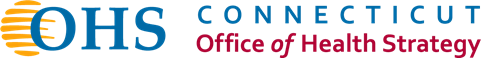 OHS
CONNECTICUT
Office of Health Strategy